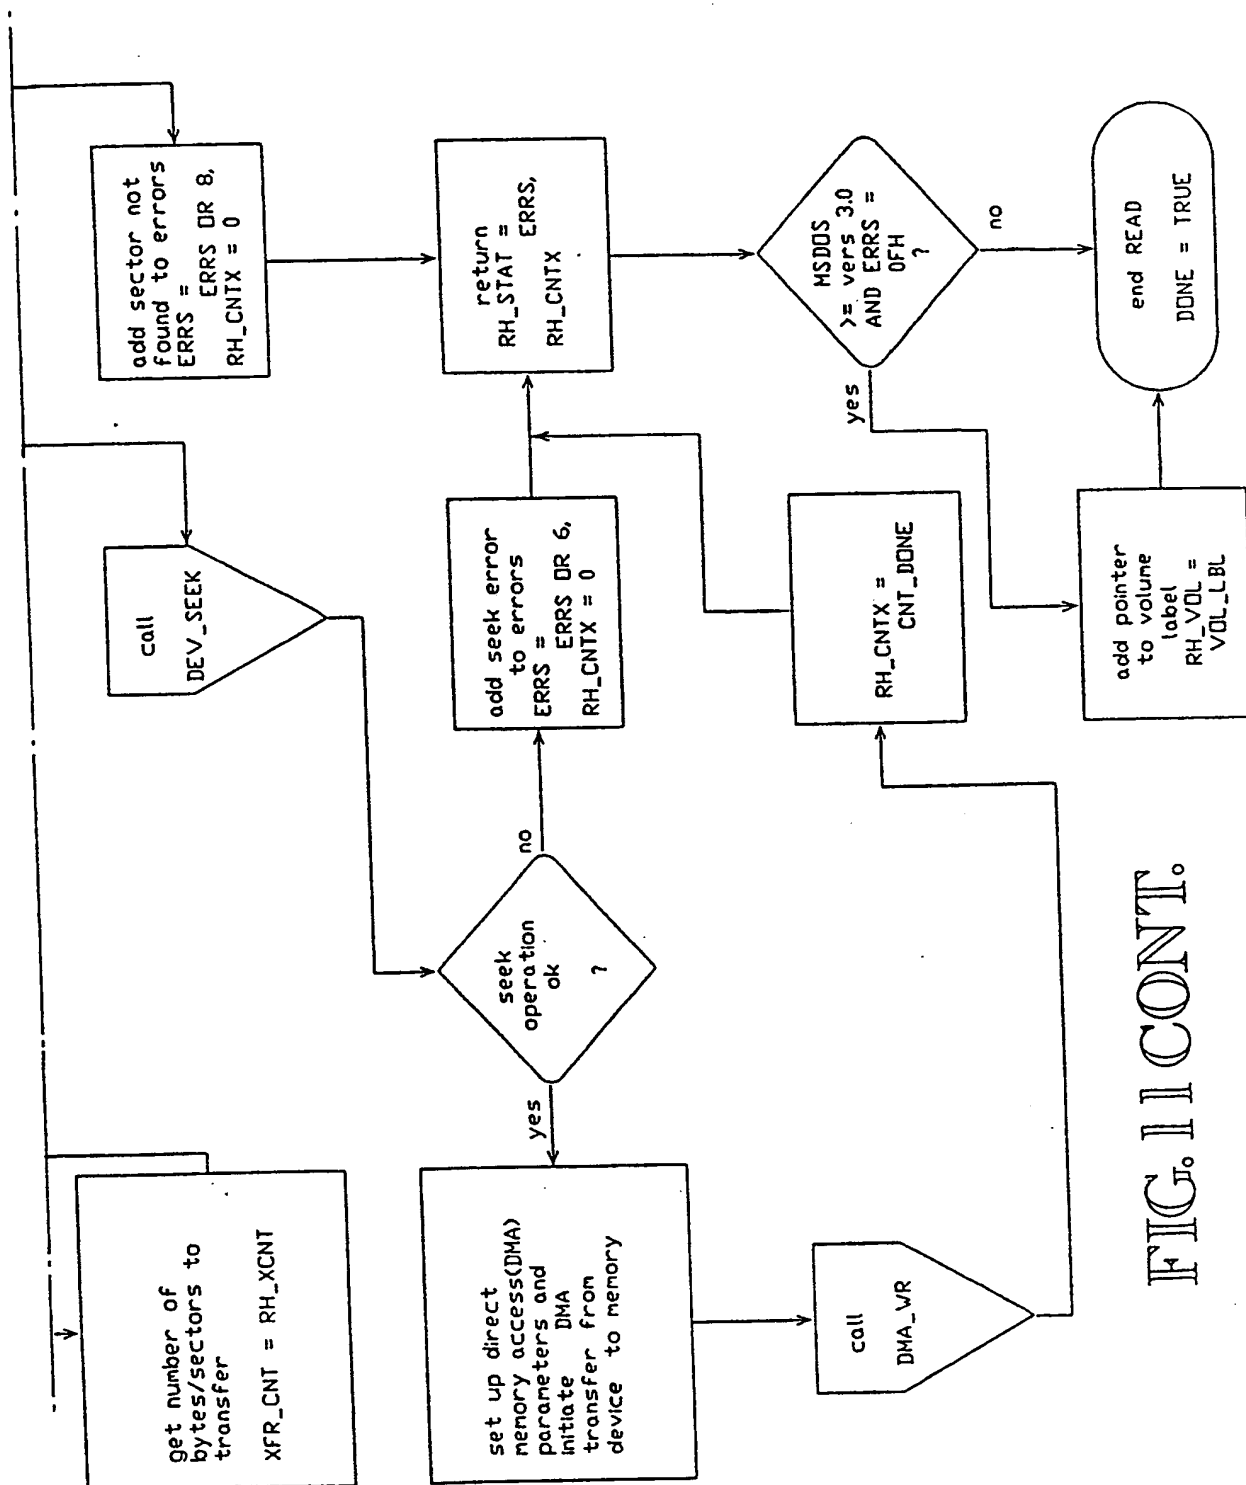 get number of
bytes/sectors to
transfer
XFR_CNT = RH_XCNT
call
DEV_SEEK
add sector not
found to errors
ERRS =
ERRS OR 8,
RH_CNTX = 0
set up direct
memory access(DMA)
parameters and
initiate DMA
transfer from
device to memory
yes
seek
operation
ok
?
no
add seek error
to errors
ERRS =
ERRS OR 6,
RH_CNTX = 0
return
RH_STAT =
ERRS,
RH_CNTX
call
DMA_WR
RH_CNTX =
CNT_DONE
yes
MSDOS
>= vers 3.0
AND ERRS =
0FH
?
no
add pointer
to volume
label
RH_VOL =
VOL_LBL
end READ
DONE = TRUE
FIG. 11 CONT.